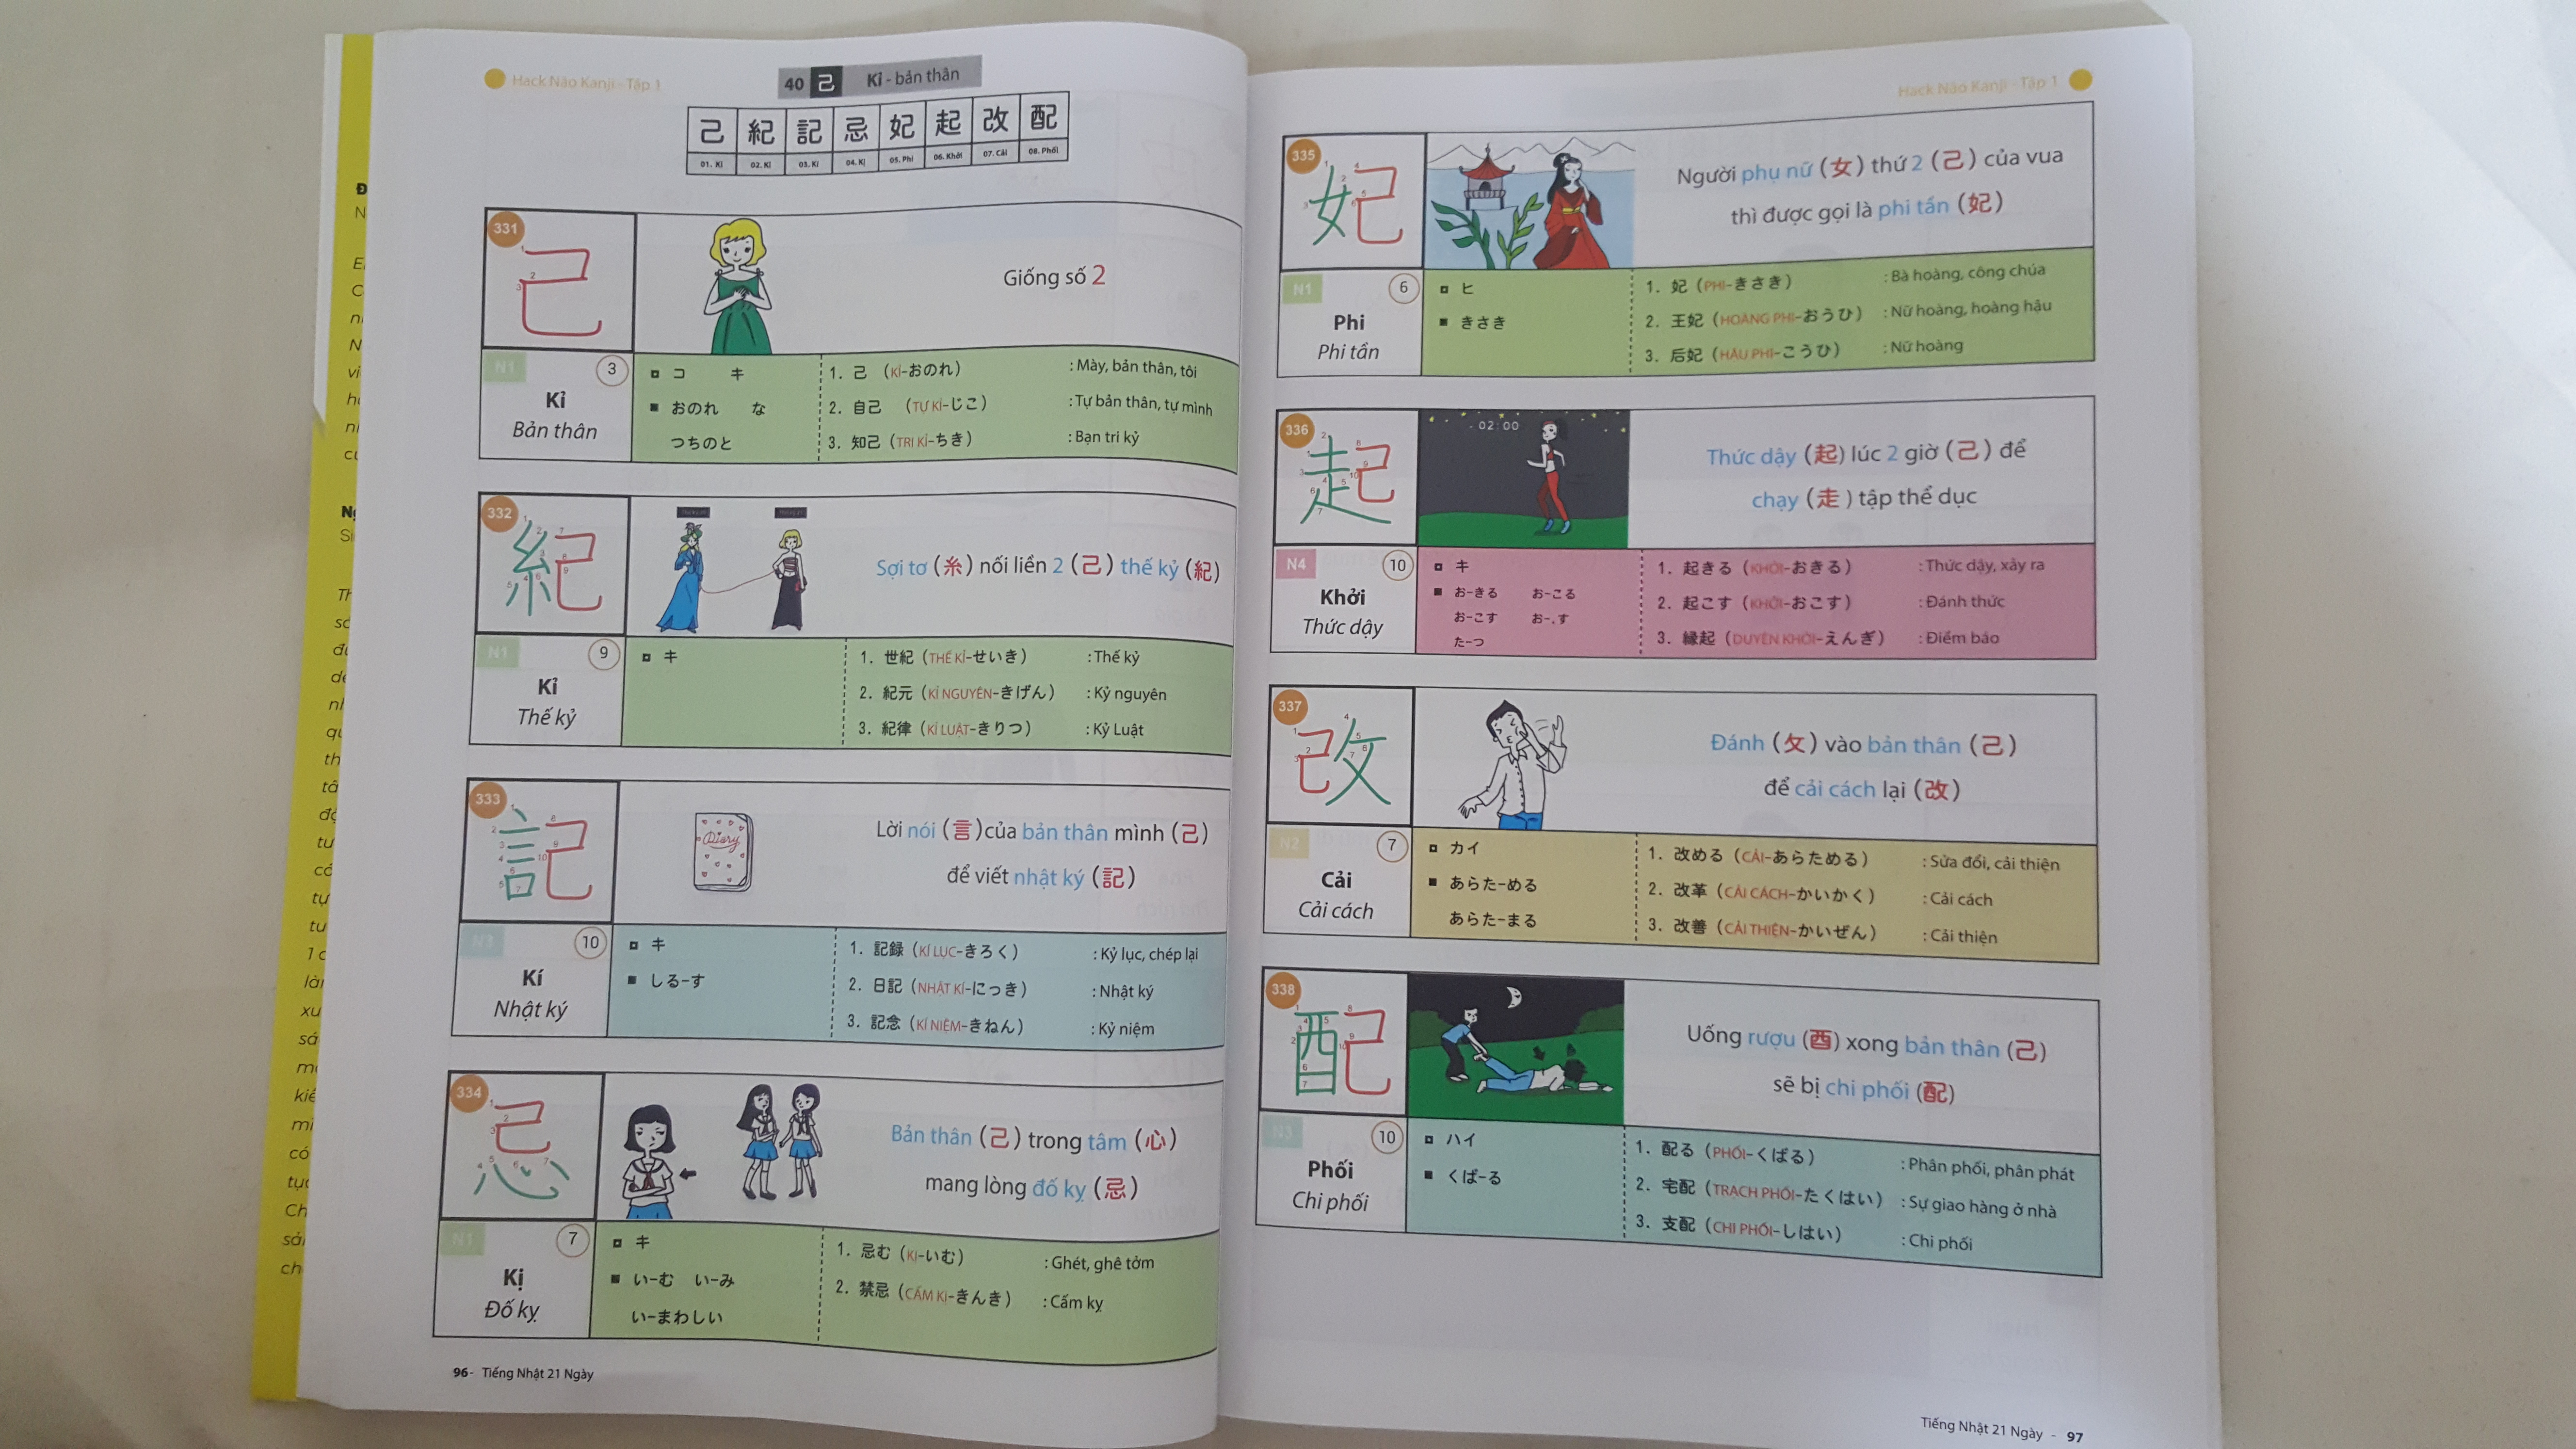 Hack Não Kanji - Tập 1
40 己 Kỉ - bản thân
己 紀 記 忌 妃 起 改 配
01. Kỉ 02. Kỉ 03. Kí 04. Kị 05. Phi 06. Khởi 07. Cải 08. Phối
331
己
Giống số 2
N1
3
Kỉ
Bản thân
コ キ
おのれ な
つちのと
1. 己 (KỈ-おのれ) : Mày, bản thân, tôi
2. 自己 (TỰ KỈ-じこ) : Tự bản thân, tự mình
3. 知己 (TRI KỈ-ちき) : Bạn tri kỷ
332
紀
Sợi tơ (糸) nối liền 2 (己) thế kỷ (紀)
N1
9
Kỉ
Thế kỷ
キ
1. 世紀 (THẾ KỈ-せいき) : Thế kỷ
2. 紀元 (KỈ NGUYÊN-きげん) : Kỷ nguyên
3. 紀律 (KỈ LUẬT-きりつ) : Kỷ Luật
333
記
Diary
Lời nói (言) của bản thân mình (己)
để viết nhật ký (記)
N3
10
Kí
Nhật ký
キ
しる-す
1. 記録 (KÍ LỤC-きろく) : Kỷ lục, chép lại
2. 日記 (NHẬT KÍ-にっき) : Nhật ký
3. 記念 (KỈ NIỆM-きねん) : Kỷ niệm
334
忌
Bản thân (己) trong tâm (心)
mang lòng đố kỵ (忌)
N1
7
Kị
Đố kỵ
キ
い-む い-み
い-まわしい
1. 忌む (KỊ-いむ) : Ghét, ghê tởm
2. 禁忌 (CẤM KỊ-きんき) : Cấm kỵ
96 - Tiếng Nhật 21 Ngày
Hack Não Kanji - Tập 1
335
妃
Người phụ nữ (女) thứ 2 (己) của vua
thì được gọi là phi tần (妃)
N1
6
Phi
Phi tần
ヒ
きさき
1. 妃 (PHI-きさき) : Bà hoàng, công chúa
2. 王妃 (HOÀNG PHI-おうひ) : Nữ hoàng, hoàng hậu
3. 后妃 (HẬU PHI-こうひ) : Nữ hoàng
336
起
02:00
Thức dậy (起) lúc 2 giờ (己) để
chạy (走) tập thể dục
N4
10
Khởi
Thức dậy
キ
お-きる お-こる
お-こす お-.す
た-つ
1. 起きる (KHỞI-おきる) : Thức dậy, xảy ra
2. 起こす (KHỞI-おこす) : Đánh thức
3. 縁起 (DUYÊN KHỞI-えんぎ) : Điềm báo
337
改
Đánh (攵) vào bản thân (己)
để cải cách lại (改)
N2
7
Cải
Cải cách
カイ
あらた-める
あらた-まる
1. 改める (CẢI-あらためる) : Sửa đổi, cải thiện
2. 改革 (CẢI CÁCH-かいかく) : Cải cách
3. 改善 (CẢI THIỆN-かいぜん) : Cải thiện
338
配
Uống rượu (酉) xong bản thân (己)
sẽ bị chi phối (配)
N3
10
Phối
Chi phối
ハイ
くば-る
1. 配る (PHỐI-くばる) : Phân phối, phân phát
2. 宅配 (TRẠCH PHỐI-たくはい) : Sự giao hàng ở nhà
3. 支配 (CHI PHỐI-しはい) : Chi phối
Tiếng Nhật 21 Ngày - 97